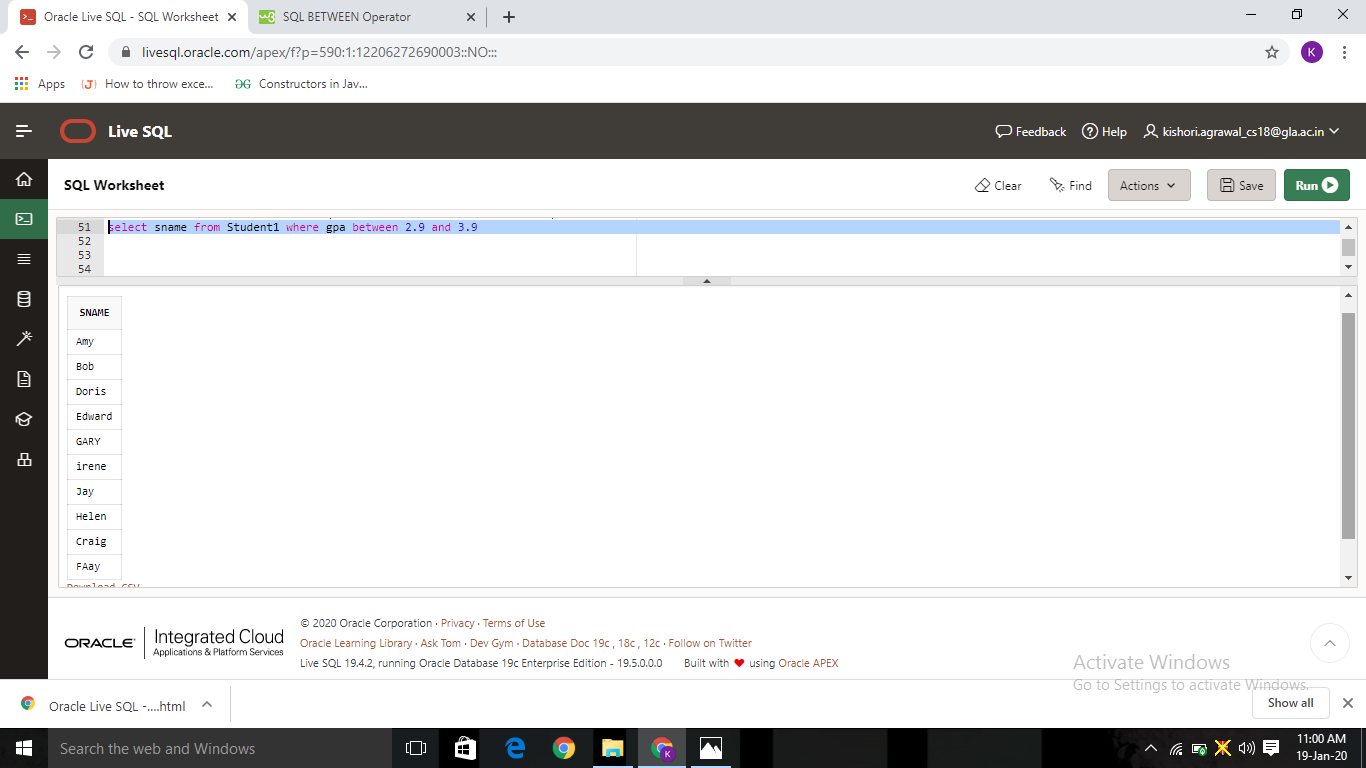 Oracle Live SQL - SQL Worksheet
SQL BETWEEN Operator
livesql.oracle.com/apex/f?p=590:1:12206272690003::NO:::
K
Apps
{J}
How to throw exce...
Constructors in Jav...
Live SQL
Feedback
Help
kishori.agrawal_cs18@gla.ac.in
SQL Worksheet
Clear
Find
Actions
Save
Run
51 select sname from Student1 where gpa between 2.9 and 3.9
52
53
54
SNAME
Amy
Bob
Doris
Edward
GARY
irene
Jay
Helen
Craig
FAay
Download CSV
ORACLE
Integrated Cloud
Applications & Platform Services
© 2020 Oracle Corporation · Privacy · Terms of Use
Oracle Learning Library · Ask Tom · Dev Gym · Database Doc 19c, 18c, 12c · Follow on Twitter
Live SQL 19.4.2, running Oracle Database 19c Enterprise Edition - 19.5.0.0.0
Built with ♥ using Oracle APEX
Activate Windows
Go to Settings to activate Windows.
Oracle Live SQL -....html
Show all
Search the web and Windows
K
11:00 AM
19-Jan-20